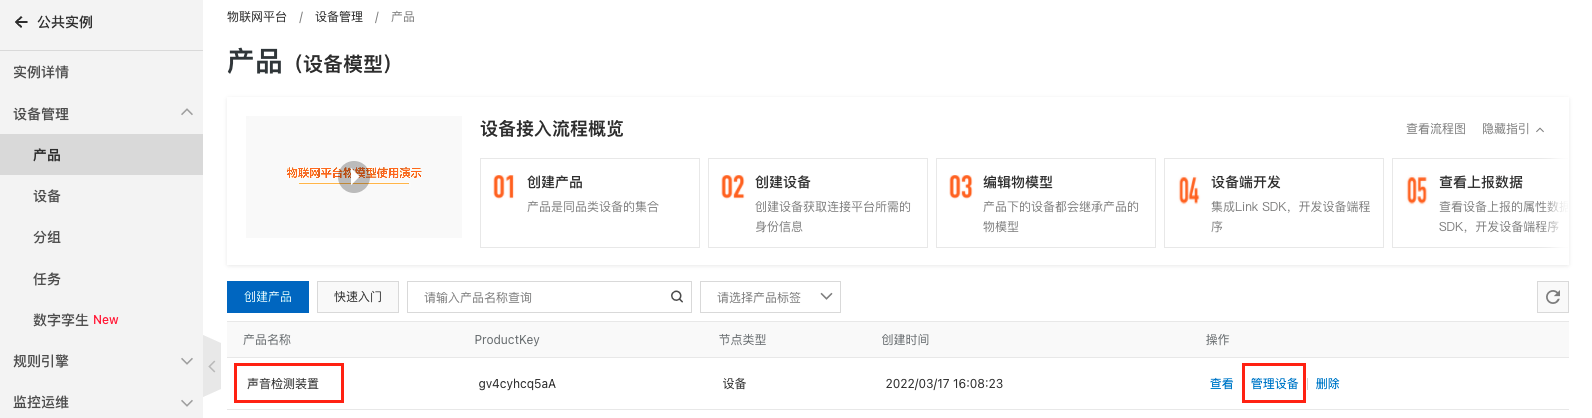 公共实例
实例详情
设备管理
产品
设备
分组
任务
数字孪生 New
规则引擎
监控运维
物联网平台 / 设备管理 / 产品
产品（设备模型）
物联网平台物模型使用演示
设备接入流程概览
查看流程图 隐藏指引
01 创建产品
产品是同品类设备的集合
02 创建设备
创建设备获取连接平台所需的
身份信息
03 编辑物模型
产品下的设备都会继承产品的
物模型
04 设备端开发
集成Link SDK，开发设备端程
序
05 查看上报数据
查看设备上报的属性数据
SDK，开发设备端程序
创建产品 快速入门 请输入产品名称查询 请选择产品标签
产品名称 ProductKey 节点类型 创建时间 操作
声音检测装置 gv4cyhcq5aA 设备 2022/03/17 16:08:23 查看 管理设备 删除